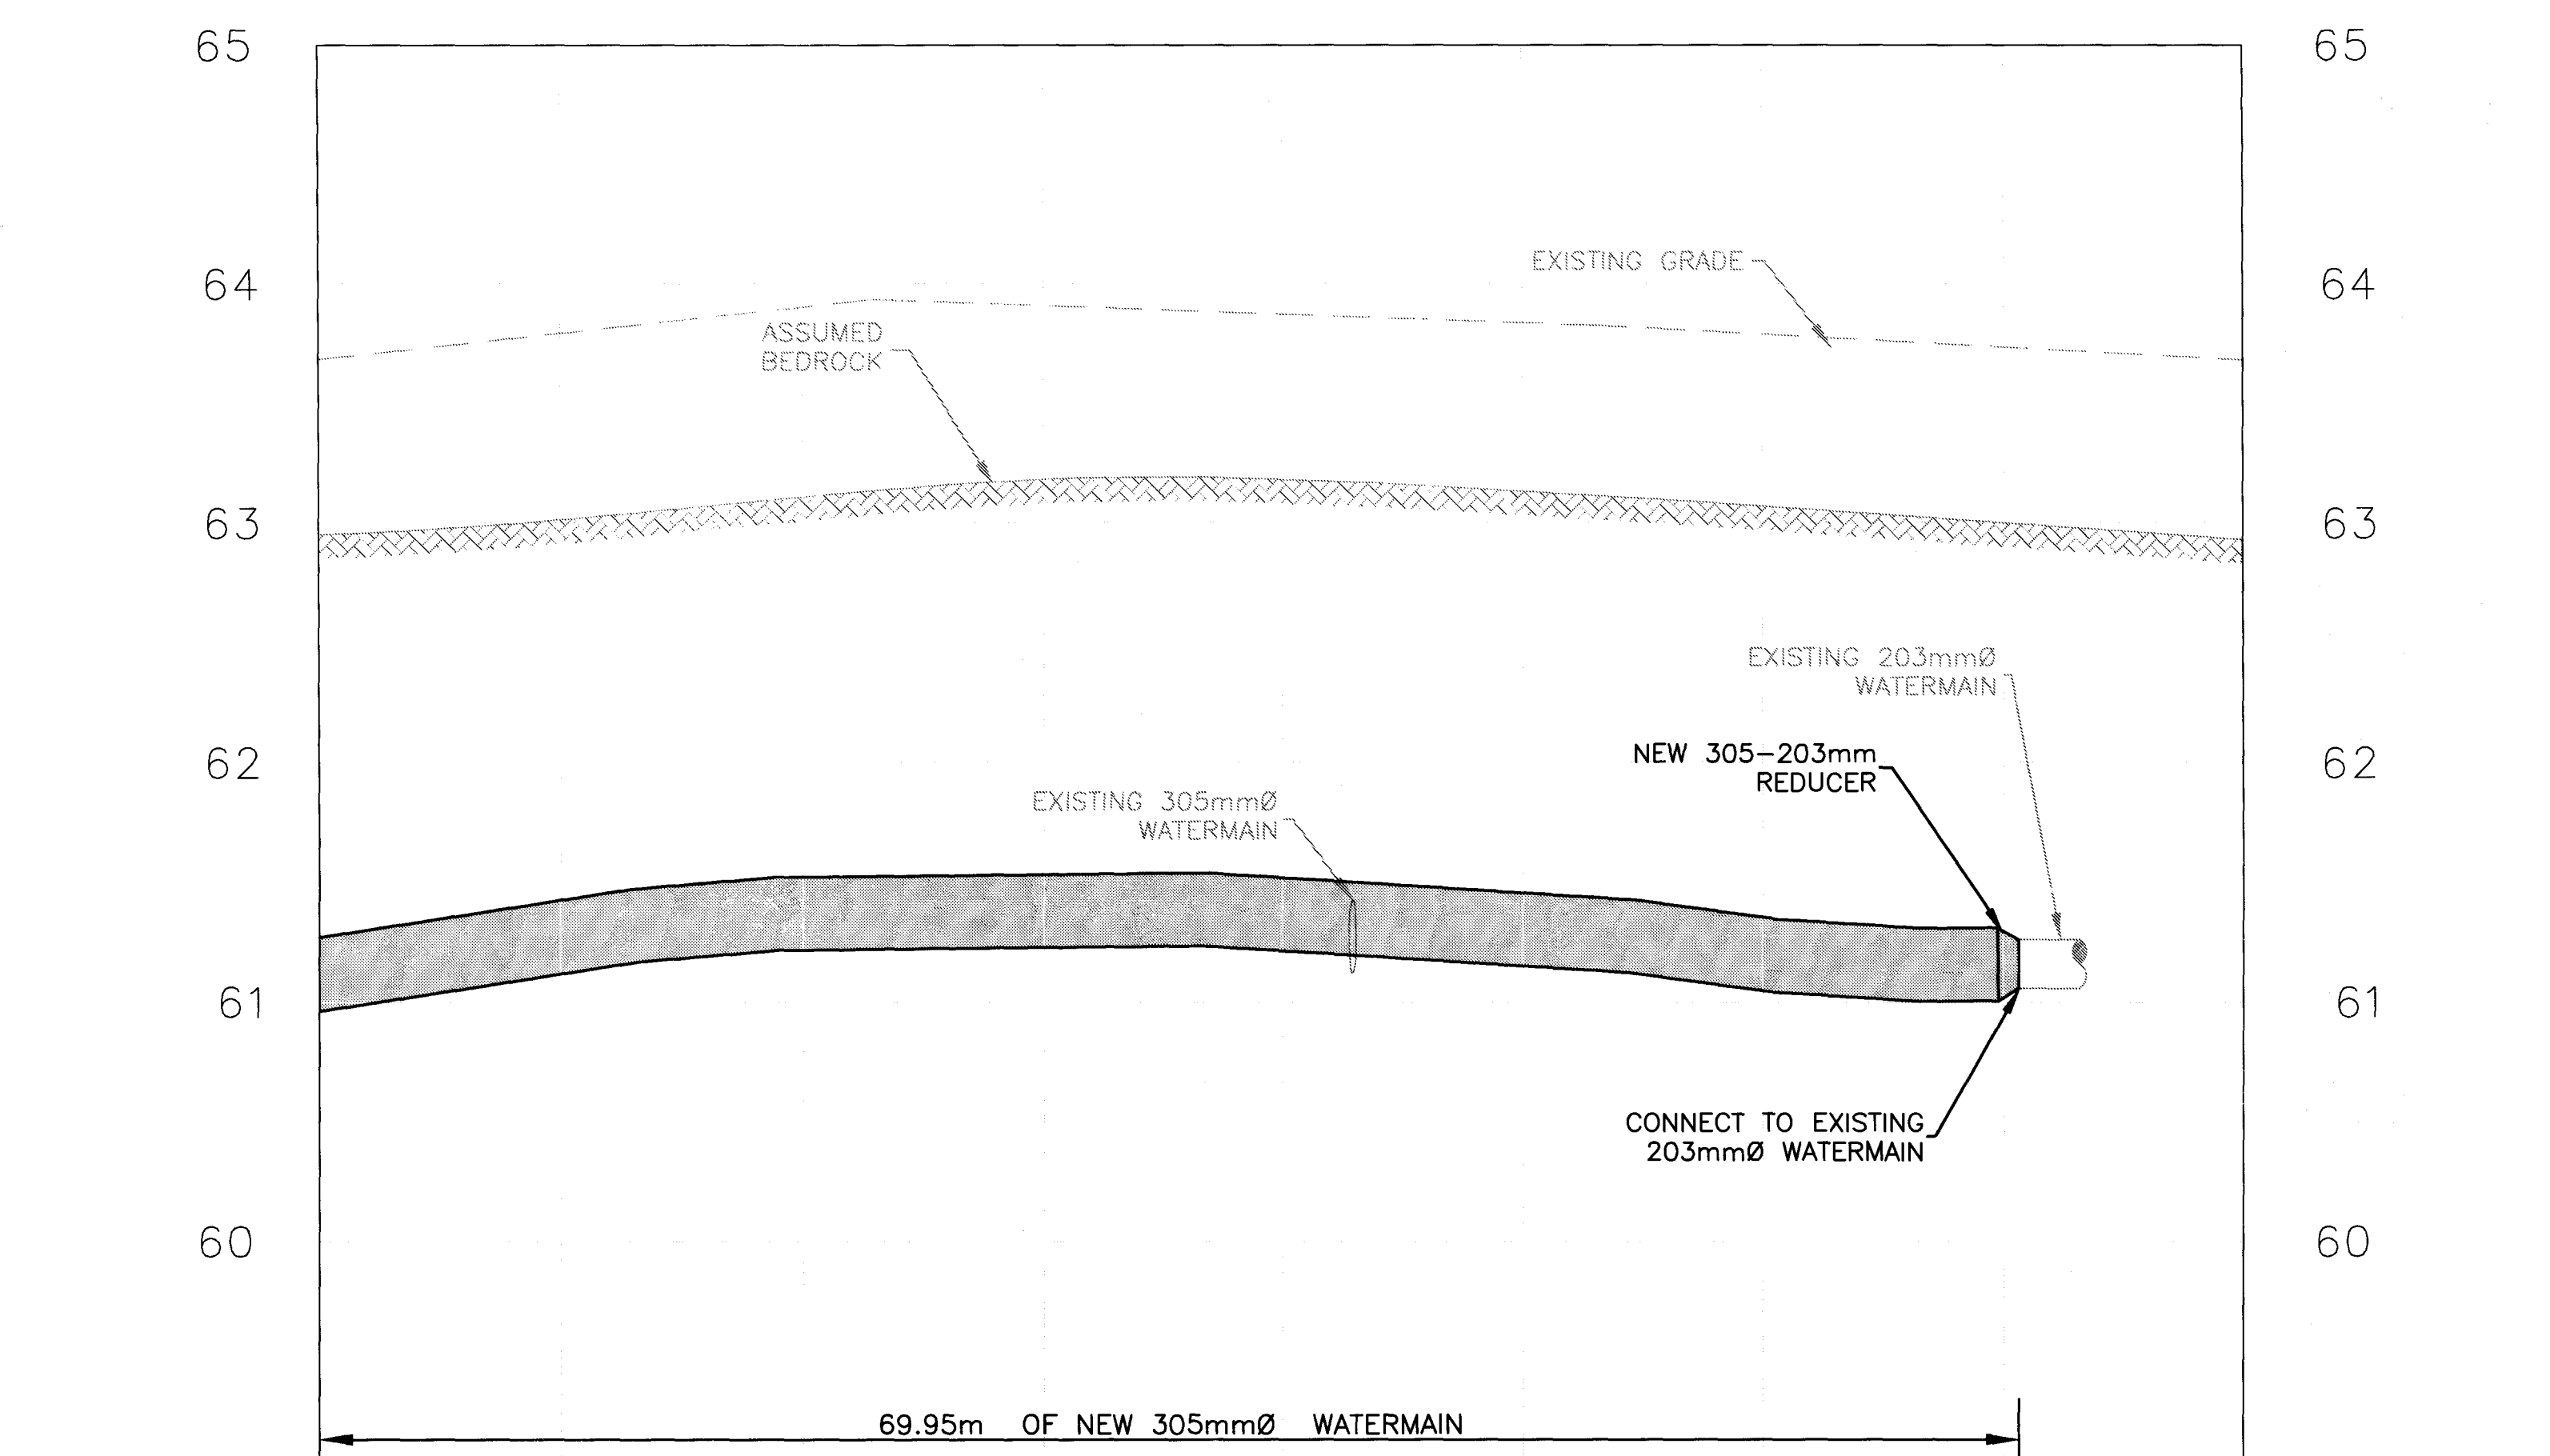 65
65
64
64
EXISTING GRADE
ASSUMED
BEDROCK
63
63
EXISTING 203mmØ
WATERMAIN
62
62
NEW 305-203mm
REDUCER
EXISTING 305mmØ
WATERMAIN
61
61
CONNECT TO EXISTING
203mmØ WATERMAIN
60
60
69.95m OF NEW 305mmØ WATERMAIN